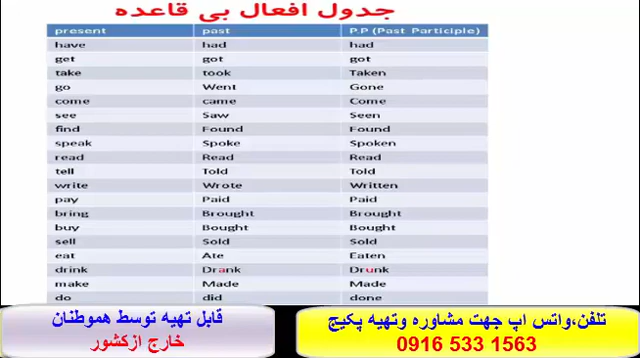 جدول افعال بی قاعده
present past P.P (Past Participle)
have had had
get got got
take took Taken
go Went Gone
come came Come
see Saw Seen
find Found Found
speak Spoke Spoken
read Read Read
tell Told Told
write Wrote Written
pay Paid Paid
bring Brought Brought
buy Bought Bought
sell Sold Sold
eat Ate Eaten
drink Drank Drunk
make Made Made
do did done
تلفن،واتس اپ جهت مشاوره وتهیه پکیج
0916 533 1563
قابل تهیه توسط هموطنان
خارج ازکشور